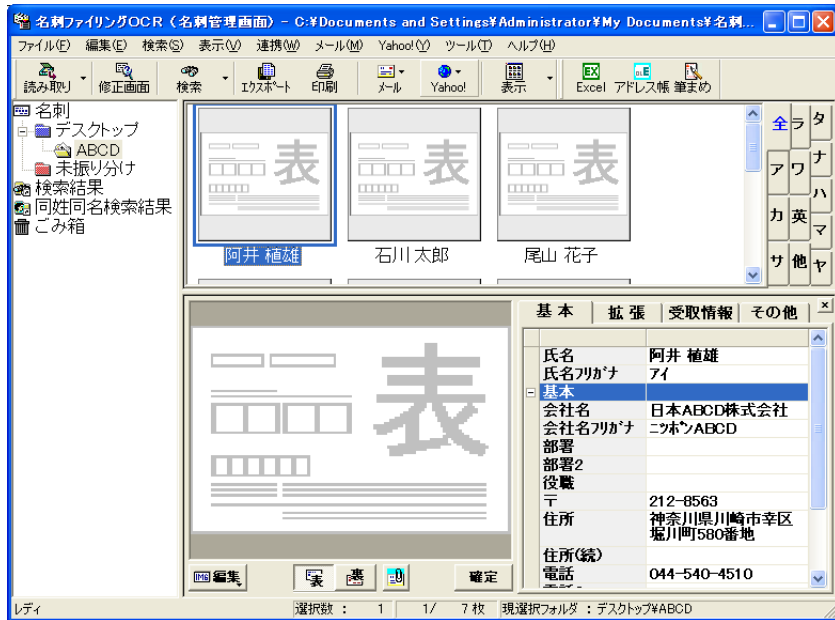 名刺ファイリングOCR（名刺管理画面）- C:¥Documents and Settings¥Administrator¥My Documents¥名刺...
ファイル(F) 編集(E) 検索(S) 表示(V) 連携(W) メール(M) Yahoo!(Y) ツール(T) ヘルプ(H)
読み取り 修正画面 検索 ｴｸｽﾎﾟｰﾄ 印刷 ﾒｰﾙ Yahoo! 表示 Excel アドレス帳 筆まめ
名刺
デスクトップ
ABCD
未振り分け
検索結果
同姓同名検索結果
ごみ箱
表 表 表
阿井 植雄 石川 太郎 尾山 花子
全 ラ タ
ア ワ ナ
カ 英 ハ
サ 他 マ
ヤ
表
基本 拡張 受取情報 その他
氏名 阿井 植雄
氏名ﾌﾘｶﾞﾅ ｱｲ
基本
会社名 日本ABCD株式会社
会社名ﾌﾘｶﾞﾅ ﾆﾂﾎﾟﾝABCD
部署
部署2
役職
〒 212-8563
住所 神奈川県川崎市幸区
堀川町580番地
住所(続)
電話 044-540-4510
IMG 編集 表 裏 確定
レディ 選択数： 1 1/ 7枚 現選択フォルダ：デスクトップ¥ABCD